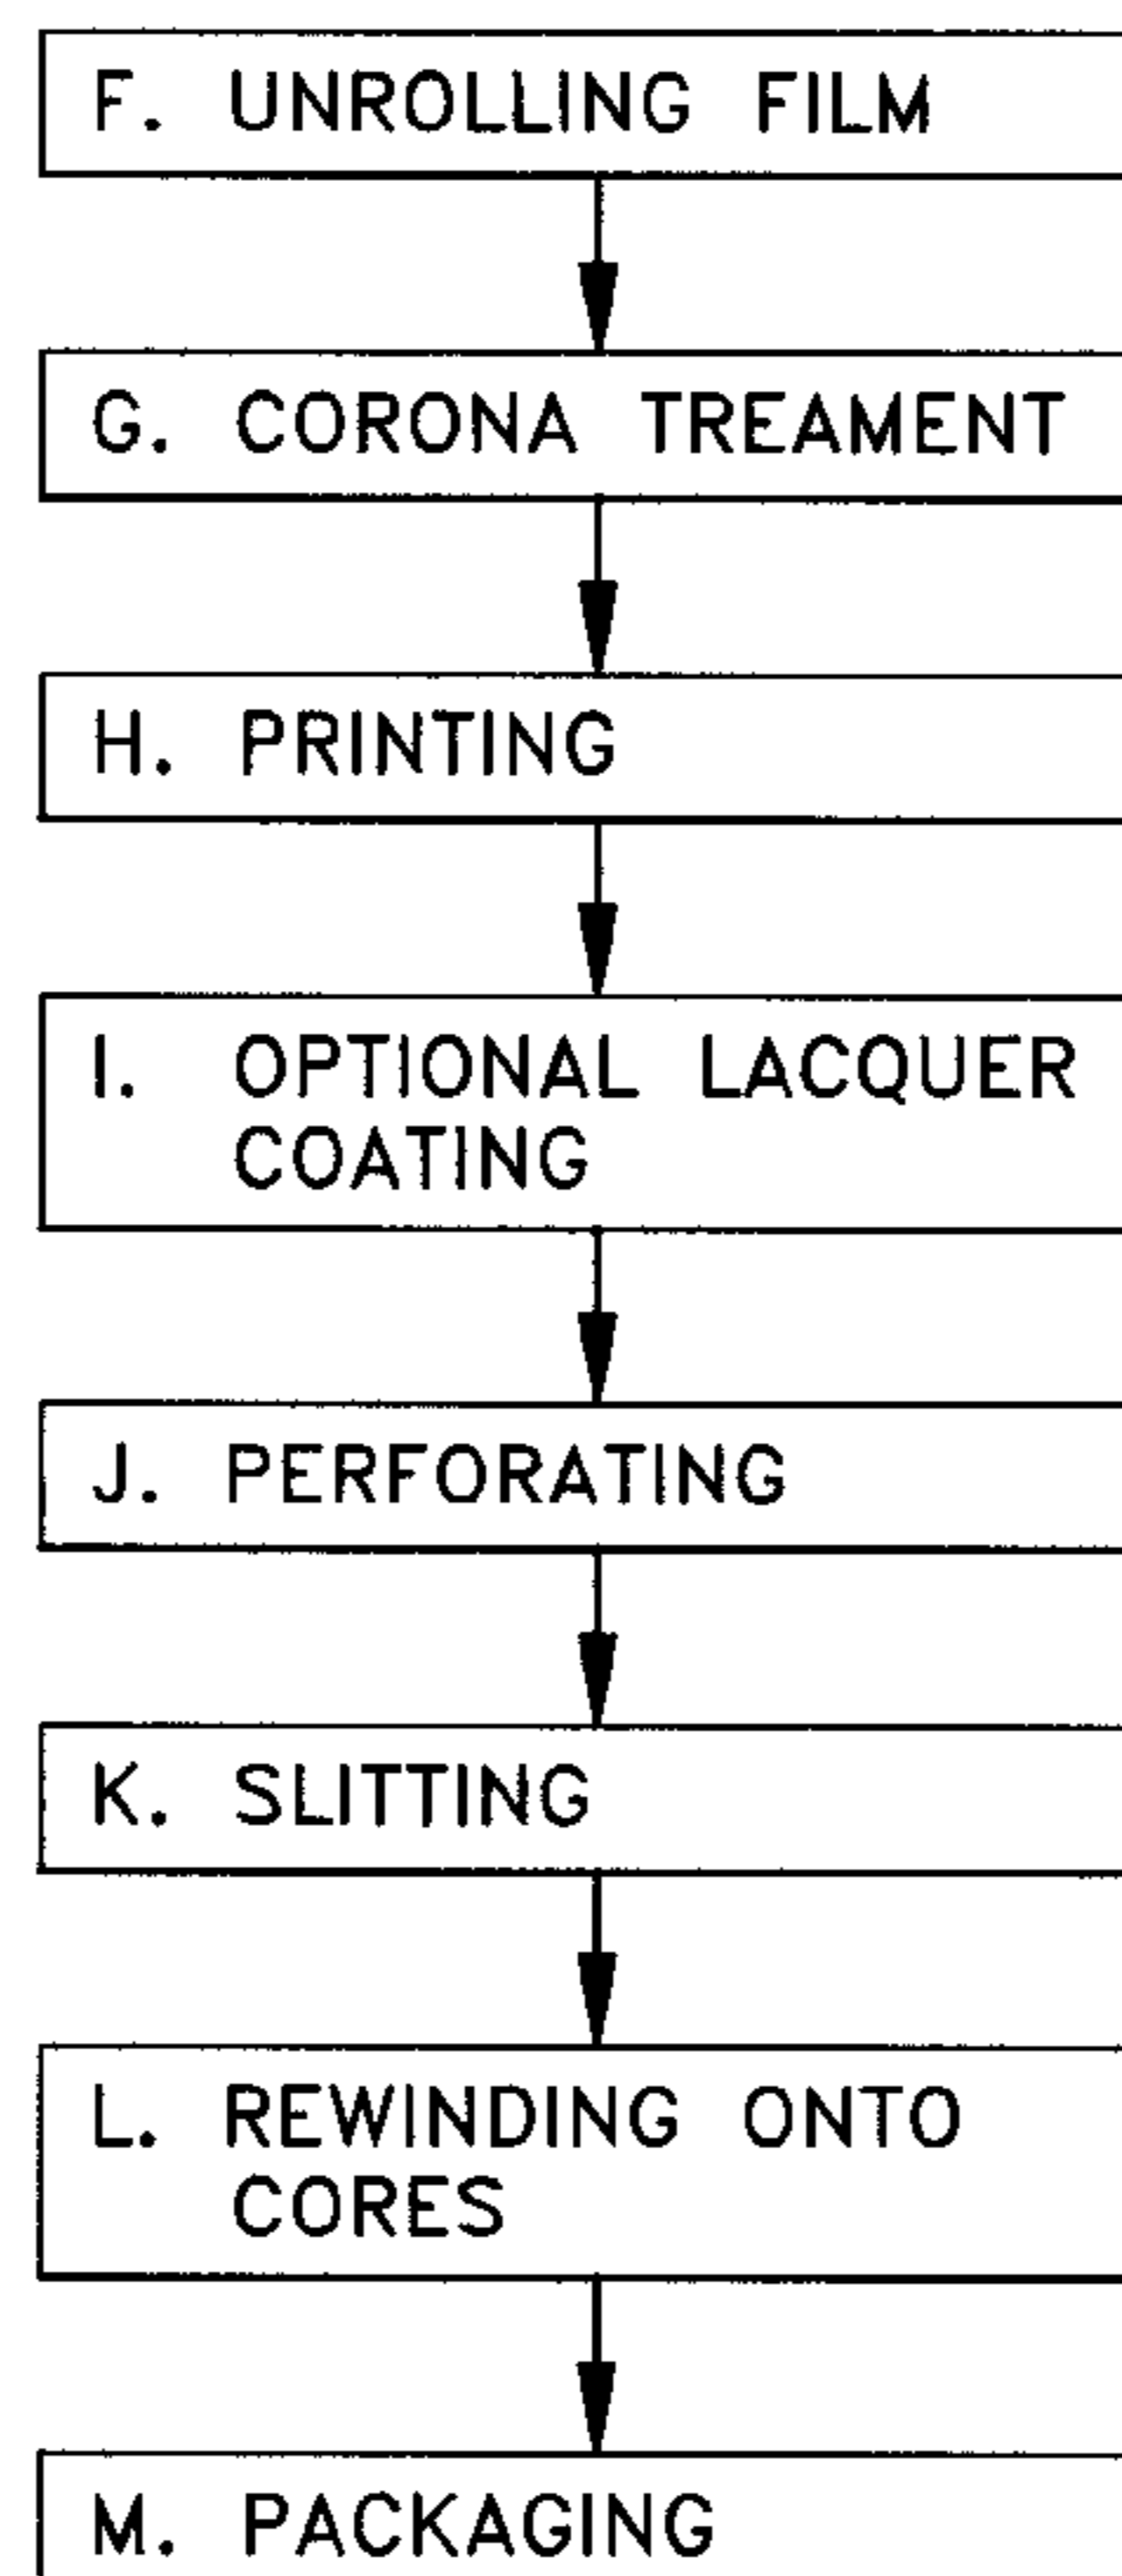 F. UNROLLING FILM
G. CORONA TREAMENT
H. PRINTING
I. OPTIONAL LACQUER
COATING
J. PERFORATING
K. SLITTING
L. REWINDING ONTO
CORES
M. PACKAGING